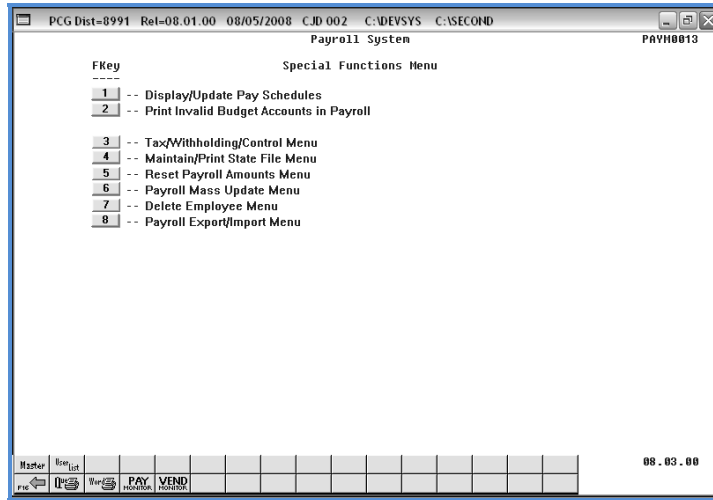 PCG Dist=8991 Rel=08.01.00 08/05/2008 CJD 002 C:\DEVSYS C:\SECOND
Payroll System PAYM0013
FKey Special Functions Menu
----
1 -- Display/Update Pay Schedules
2 -- Print Invalid Budget Accounts in Payroll
3 -- Tax/Withholding/Control Menu
4 -- Maintain/Print State File Menu
5 -- Reset Payroll Amounts Menu
6 -- Payroll Mass Update Menu
7 -- Delete Employee Menu
8 -- Payroll Export/Import Menu
Master User List 08.03.00
F16 PAY MONITOR VEND MONITOR